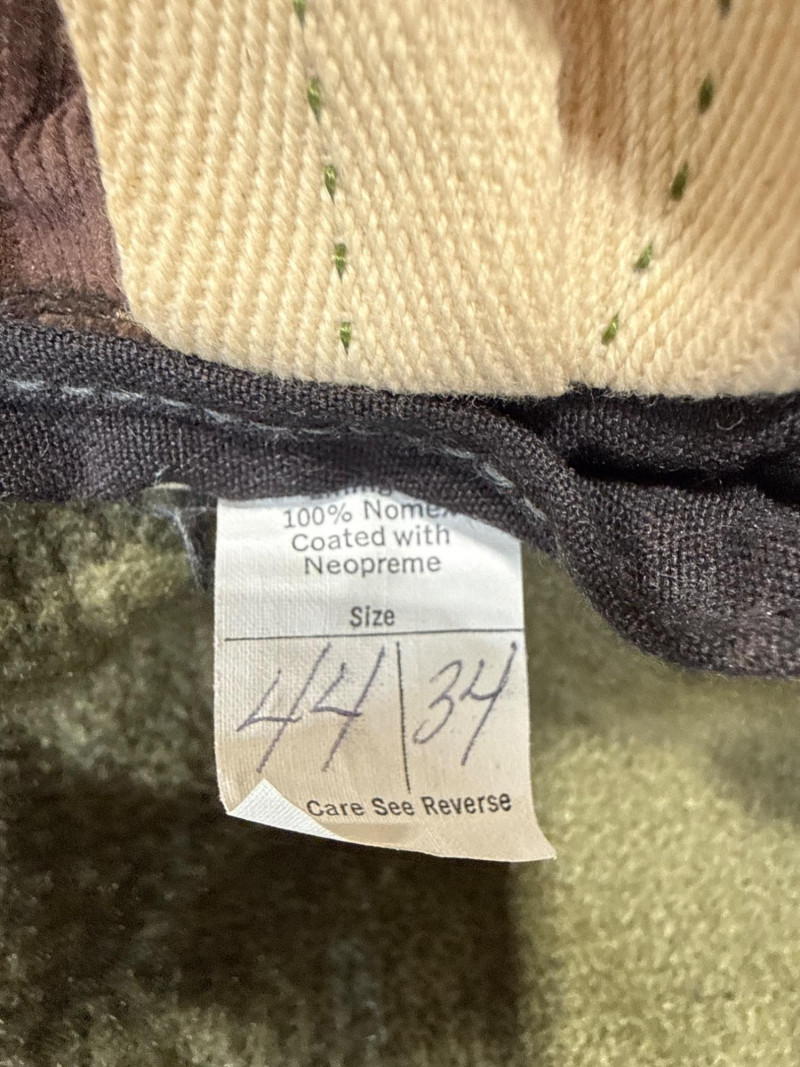 100% Nomex
Coated with
Neopreme
Size
44 34
Care See Reverse